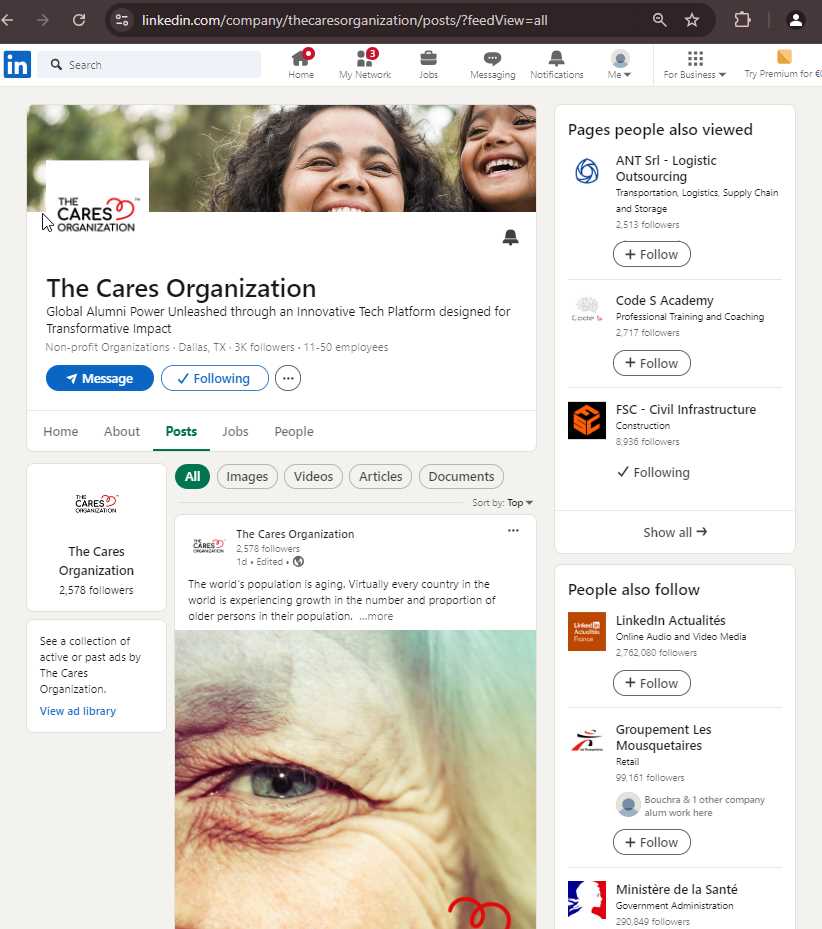 linkedin.com/company/thecaresorganization/posts/?feedView=all
in
Search
Home
3
My Network
Jobs
Messaging
Notifications
Me
For Business
Try Premium for €0
THE
CARES
ORGANIZATION
The Cares Organization
Global Alumni Power Unleashed through an Innovative Tech Platform designed for
Transformative Impact
Non-profit Organizations · Dallas, TX · 3K followers · 11-50 employees
Message
Following
Home
About
Posts
Jobs
People
THE
CARES
ORGANIZATION
The Cares
Organization
2,578 followers
See a collection of
active or past ads by
The Cares
Organization.
View ad library
All
Images
Videos
Articles
Documents
Sort by: Top
THE
CARES
ORGANIZATION
The Cares Organization
2,578 followers
1d • Edited •
The world's population is aging. Virtually every country in the
world is experiencing growth in the number and proportion of
older persons in their population. ...more
Pages people also viewed
ANT Srl - Logistic
Outsourcing
Transportation, Logistics, Supply Chain
and Storage
2,513 followers
+ Follow
Code S
Code S Academy
Professional Training and Coaching
2,717 followers
+ Follow
FSC
FSC - Civil Infrastructure
Construction
8,936 followers
Following
Show all
People also follow
Linked in
Actualités
France
LinkedIn Actualités
Online Audio and Video Media
2,762,080 followers
+ Follow
Groupement Les
Mousquetaires
Retail
99,161 followers
Bouchra & 1 other company
alum work here
+ Follow
Ministère de la Santé
Government Administration
290,849 followers